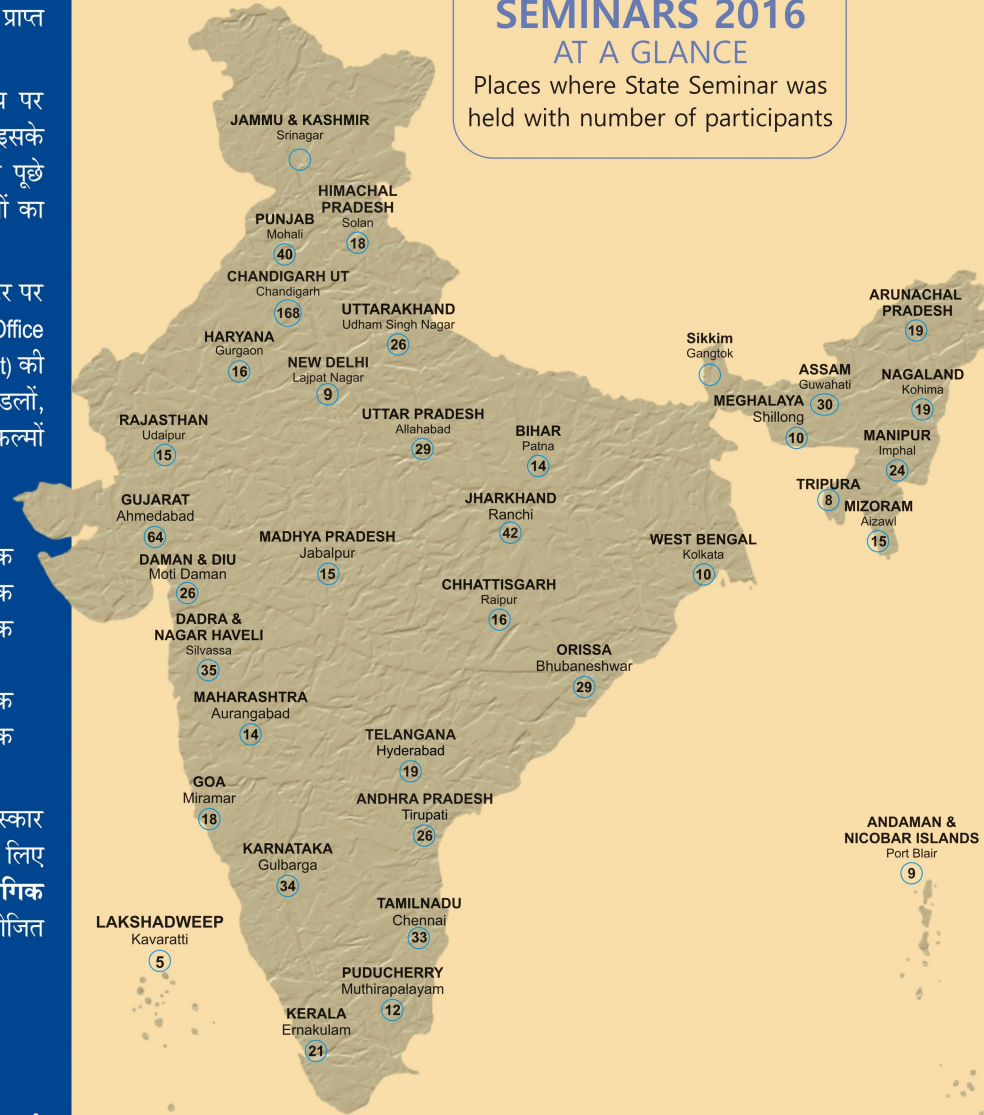 प्राप्त
पर
इसके
पूछे
का
पर
Office
की
SEMINARS 2016
AT A GLANCE
Places where State Seminar was
held with number of participants
JAMMU & KASHMIR
Srinagar
HIMACHAL
PRADESH
Solan
18
PUNJAB
Mohali
40
CHANDIGARH UT
Chandigarh
168
UTTARAKHAND
Udham Singh Nagar
26
HARYANA
Gurgaon
16
NEW DELHI
Lajpat Nagar
9
ARUNACHAL
PRADESH
19
Sikkim
Gangtok
ASSAM
Guwahati
30
NAGALAND
Kohima
19
MEGHALAYA
Shillong
10
RAJASTHAN
Udaipur
15
UTTAR PRADESH
Allahabad
29
BIHAR
Patna
14
MANIPUR
Imphal
24
TRIPURA
8
MIZORAM
Aizawl
15
GUJARAT
Ahmedabad
64
JHARKHAND
Ranchi
42
MADHYA PRADESH
Jabalpur
15
WEST BENGAL
Kolkata
10
DAMAN & DIU
Moti Daman
26
CHHATTISGARH
Raipur
16
DADRA &
NAGAR HAVELI
Silvassa
35
ORISSA
Bhubaneshwar
29
MAHARASHTRA
Aurangabad
14
TELANGANA
Hyderabad
19
GOA
Miramar
18
ANDHRA PRADESH
Tirupati
26
ANDAMAN &
NICOBAR ISLANDS
Port Blair
9
KARNATAKA
Gulbarga
34
TAMILNADU
Chennai
33
LAKSHADWEEP
Kavaratti
5
PUDUCHERRY
Muthirapalayam
12
KERALA
Ernakulam
21
लिए